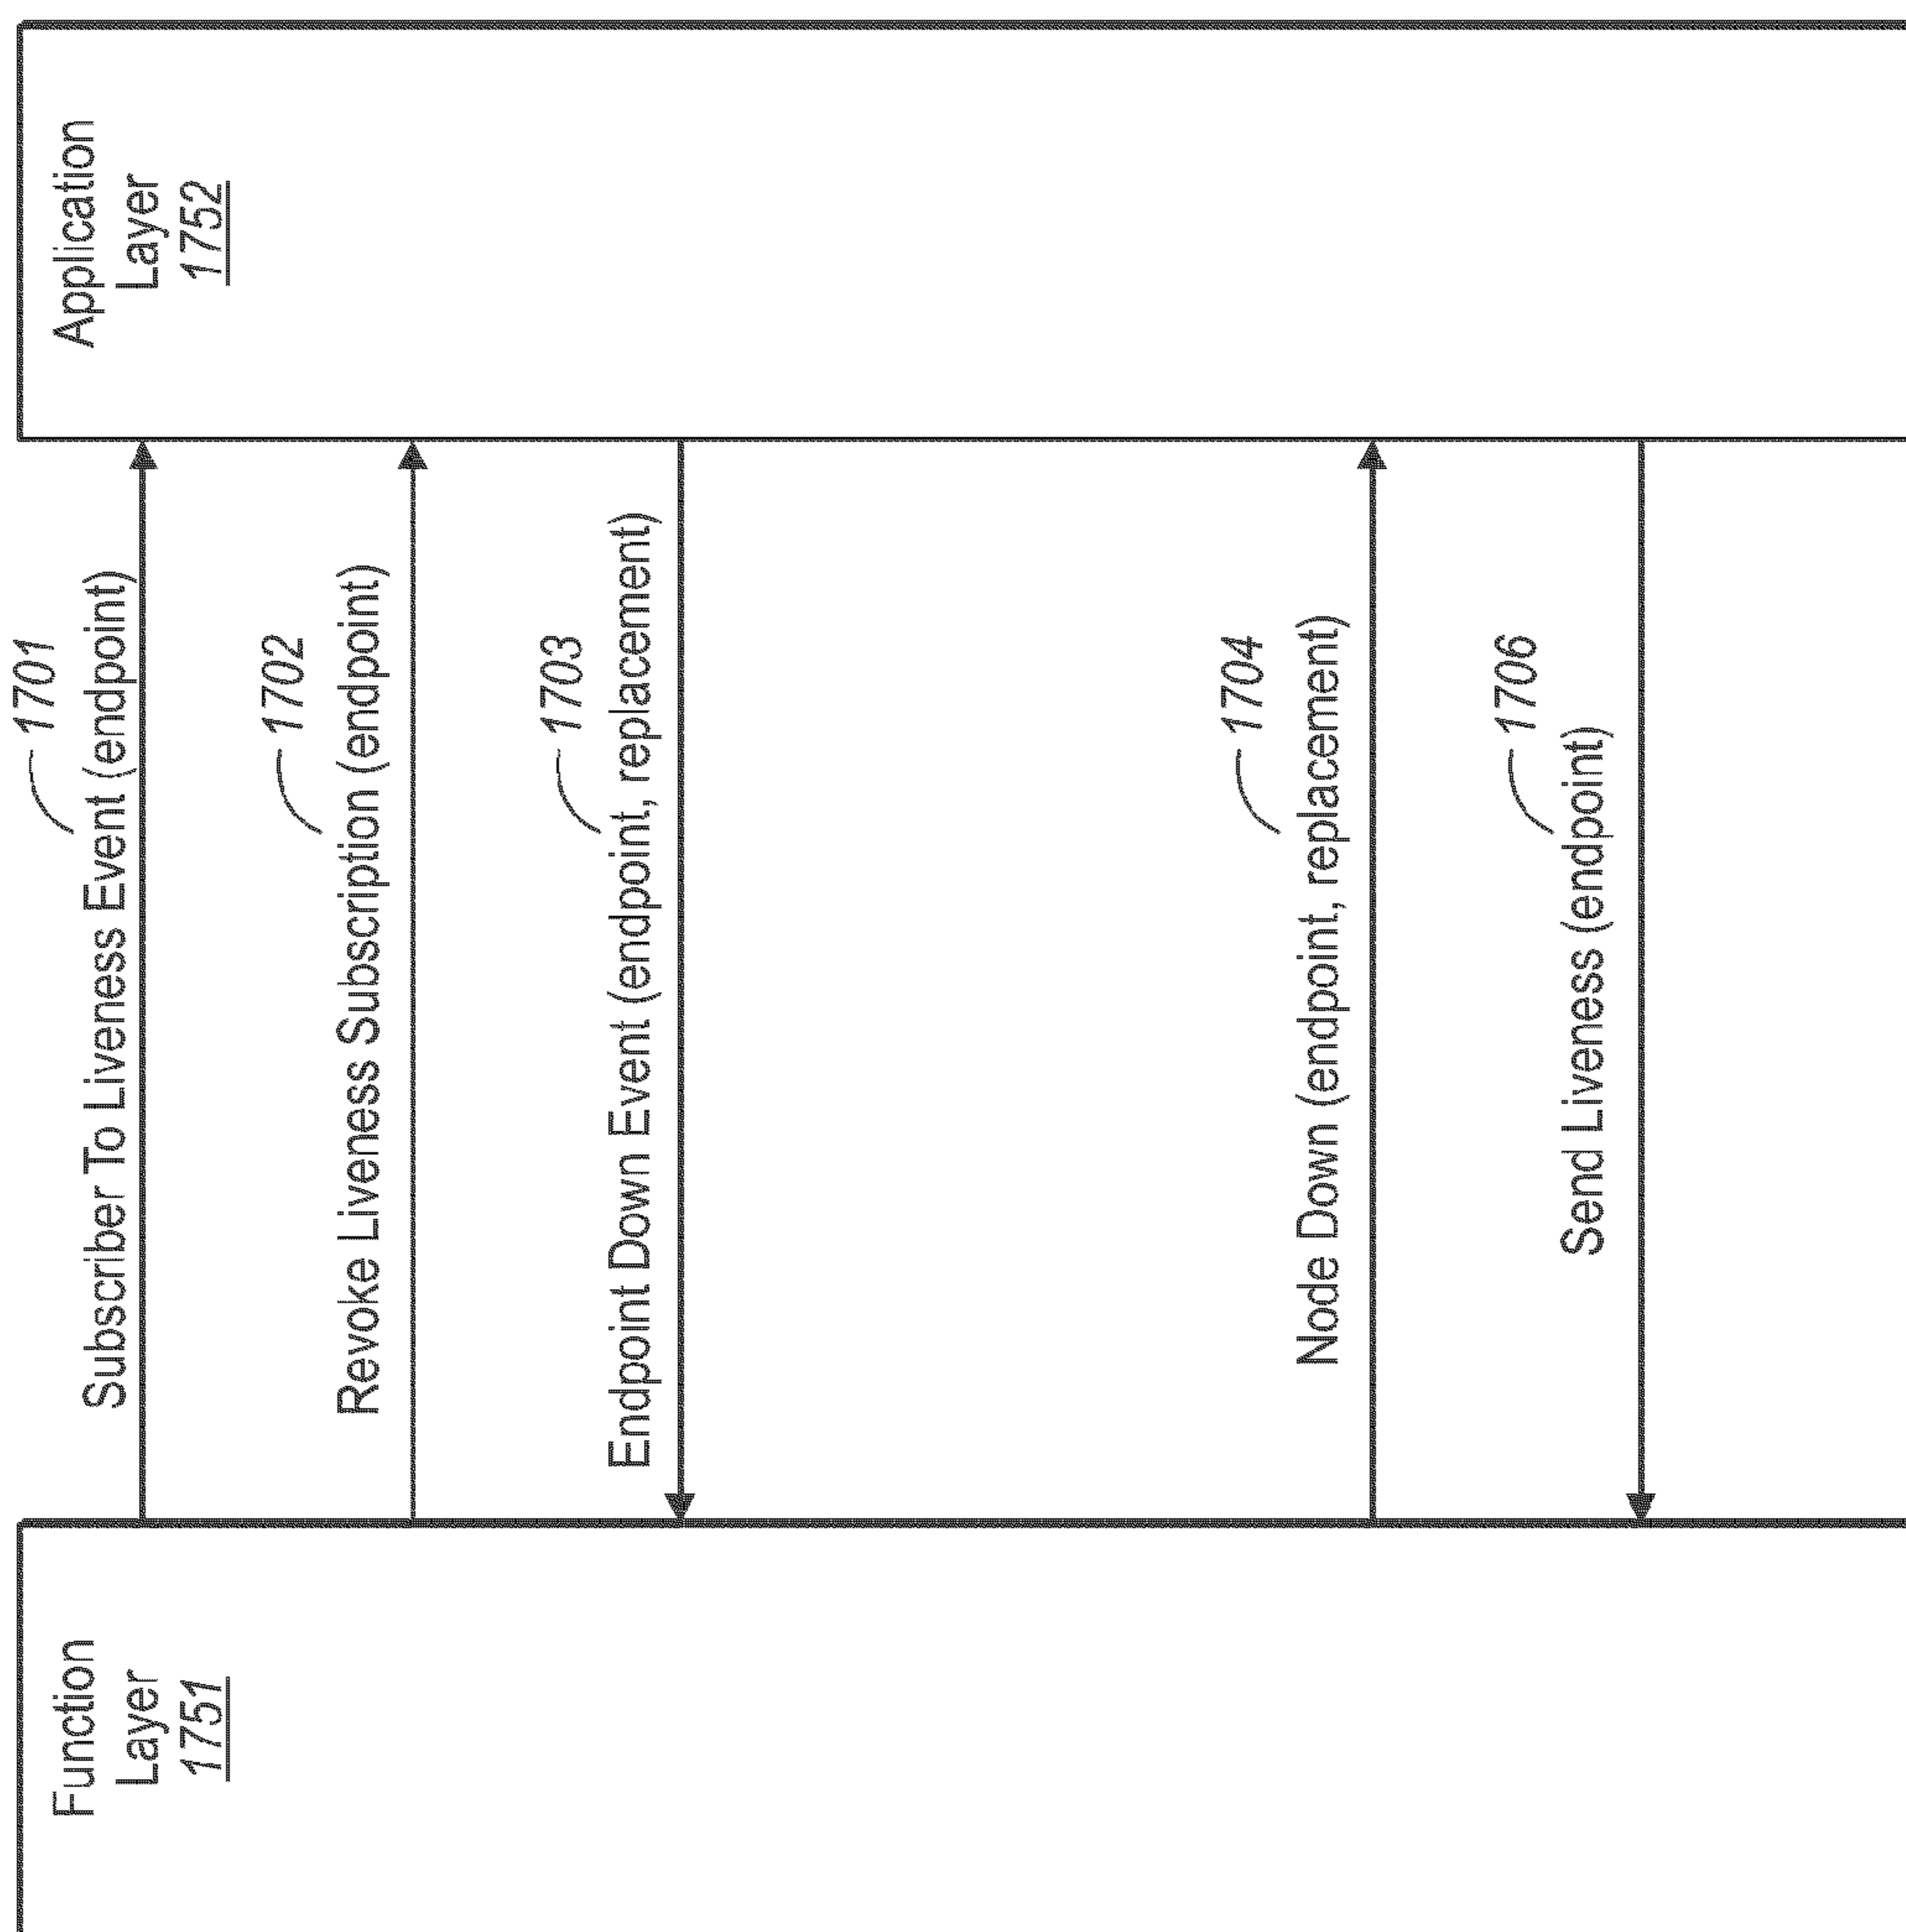 Function
Layer
1751
Application
Layer
1752
1701
Subscriber To Liveness Event (endpoint)
1702
Revoke Liveness Subscription (endpoint)
1703
Endpoint Down Event (endpoint, replacement)
1704
Node Down (endpoint, replacement)
1706
Send Liveness (endpoint)